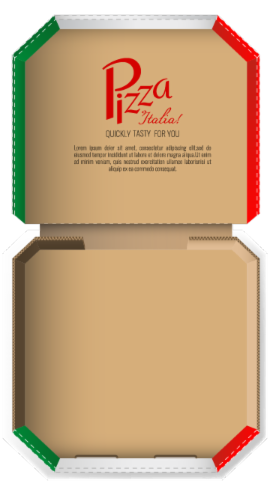 Pizza
Italia!
QUICKLY TASTY FOR YOU
Lorem ipsum dolor sit amet, consectetur adipiscing elit,sed do
eiusmod tempor incididunt ut labore et dolore magna aliqua.Ut enim
ad minim veniam, quis nostrud exercitation ullamco laborisnisi ut
aliquip ex ea commodo consequat.